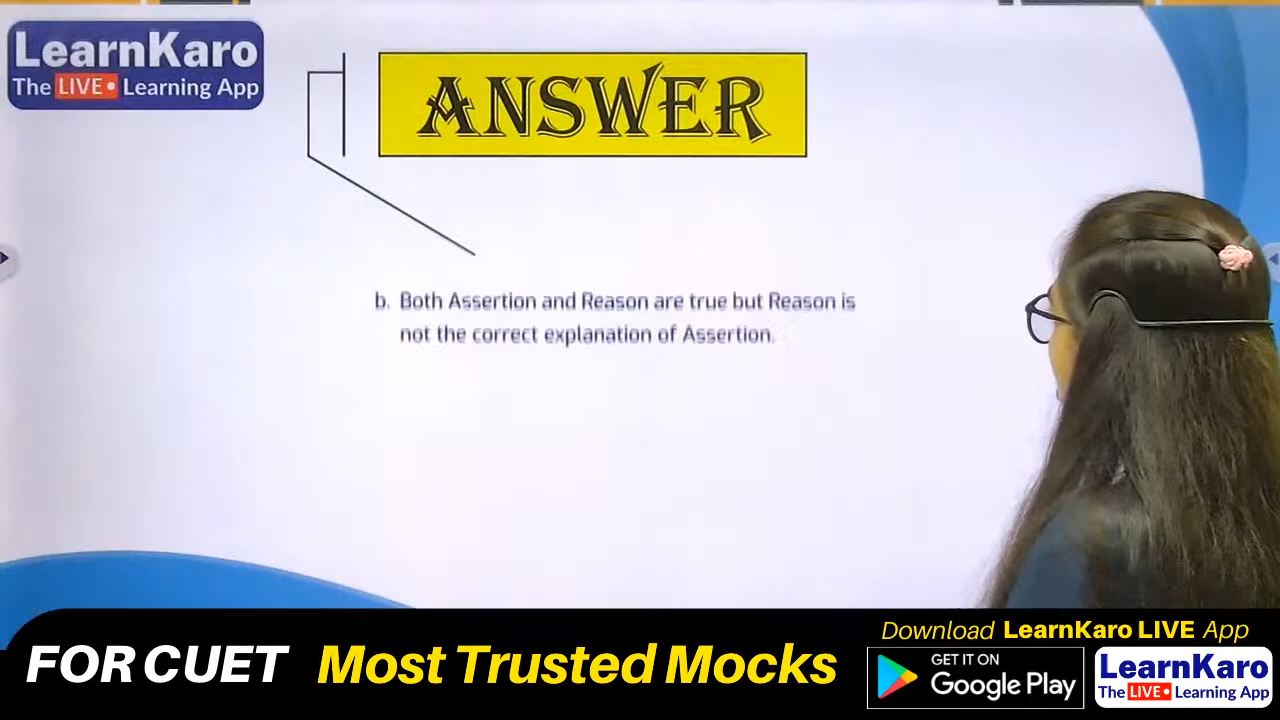 LearnKaro
The LIVE Learning App
ANSWER
b. Both Assertion and Reason are true but Reason is
not the correct explanation of Assertion.
Download LearnKaro LIVE App
FOR CUET Most Trusted Mocks
GET IT ON
Google Play
LearnKaro
The LIVE Learning App